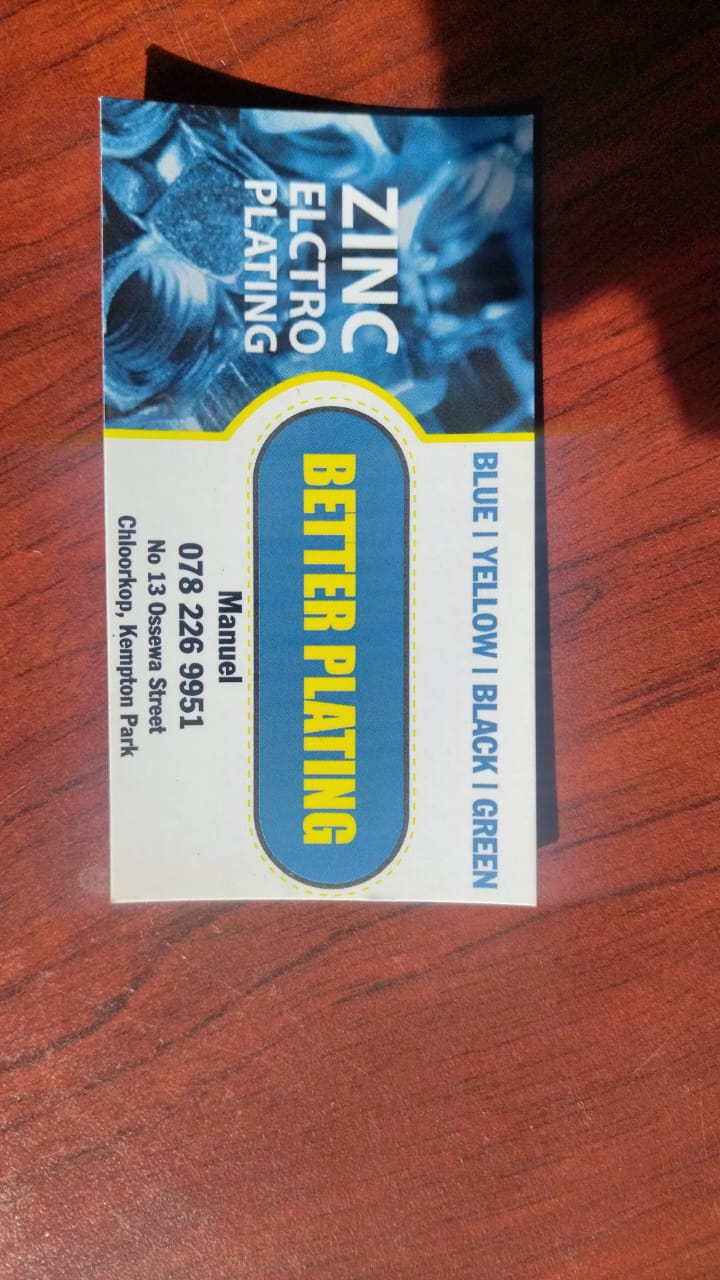 ZINC
ELCTRO
PLATING
BLUE | YELLOW | BLACK | GREEN
BETTER PLATING
Manuel
078 226 9951
No 13 Ossewa Street
Chloorkop, Kempton Park